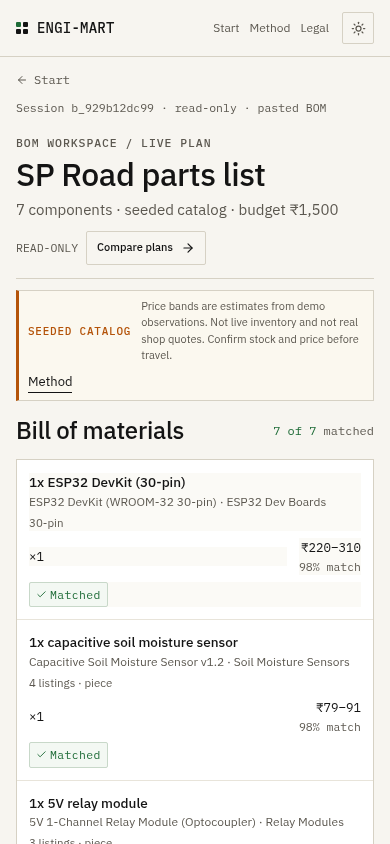 ENGI-MART
Start Method Legal
← Start
Session b_929b12dc99 · read-only · pasted BOM
BOM WORKSPACE / LIVE PLAN
SP Road parts list
7 components · seeded catalog · budget ₹1,500
READ-ONLY
Compare plans →
SEEDED CATALOG
Price bands are estimates from demo
observations. Not live inventory and not real
shop quotes. Confirm stock and price before
travel.
Method
Bill of materials
7 of 7 matched
1x ESP32 DevKit (30-pin)
ESP32 DevKit (WROOM-32 30-pin) · ESP32 Dev Boards
30-pin
×1
₹220–310
98% match
✓ Matched
1x capacitive soil moisture sensor
Capacitive Soil Moisture Sensor v1.2 · Soil Moisture Sensors
4 listings · piece
×1
₹79–91
98% match
✓ Matched
1x 5V relay module
5V 1-Channel Relay Module (Optocoupler) · Relay Modules
3 listings · piece